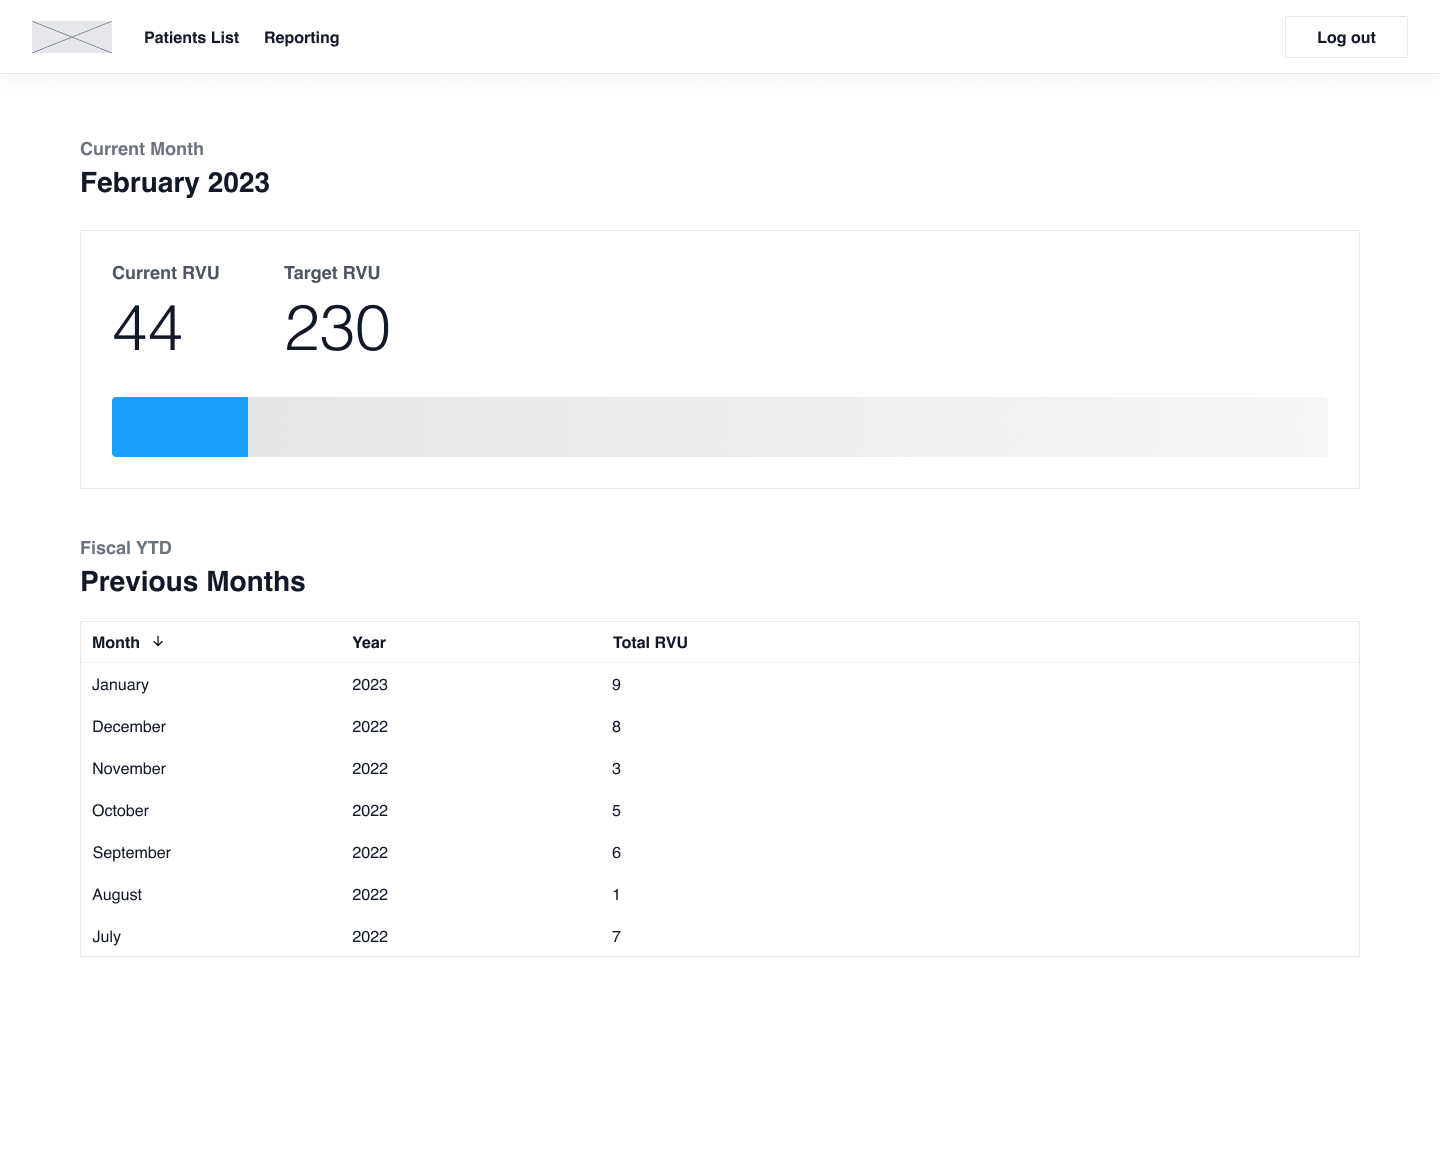 Patients List Reporting Log out
Current Month
February 2023
Current RVU Target RVU
44 230
Fiscal YTD
Previous Months
Month ↓ Year Total RVU
January 2023 9
December 2022 8
November 2022 3
October 2022 5
September 2022 6
August 2022 1
July 2022 7